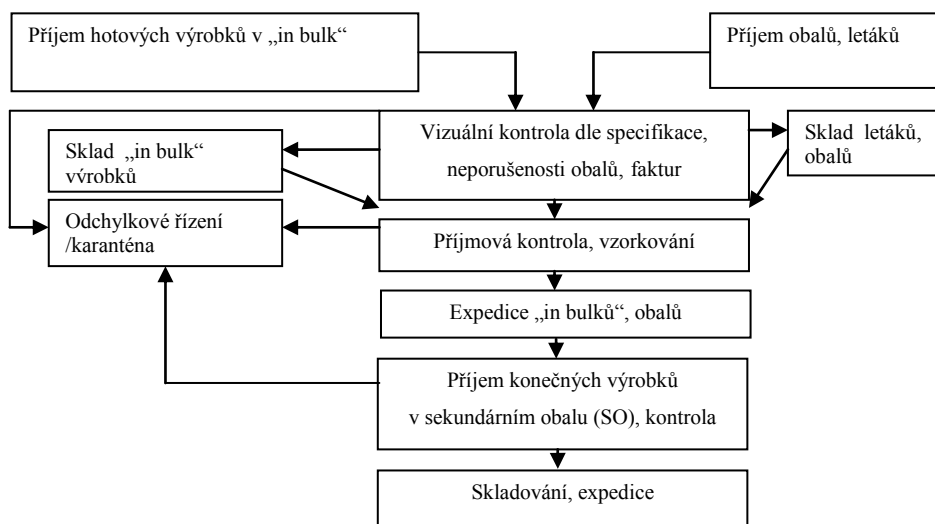 Příjem hotových výrobků v „in bulk“
Příjem obalů, letáků
Vizuální kontrola dle specifikace,
neporušenosti obalů, faktur
Sklad letáků,
obalů
Sklad „in bulk“
výrobků
Odchylkové řízení
/karanténa
Příjmová kontrola, vzorkování
Expedice „in bulků“, obalů
Příjem konečných výrobků
v sekundárním obalu (SO), kontrola
Skladování, expedice